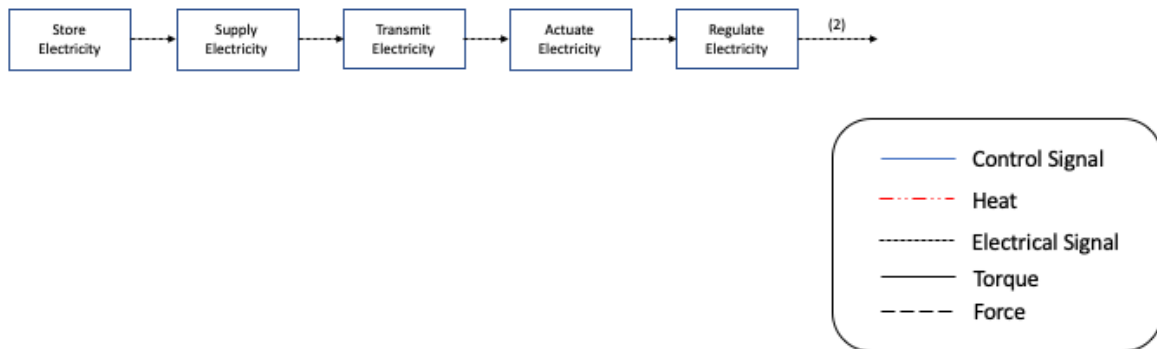 Store
Electricity
Supply
Electricity
Transmit
Electricity
Actuate
Electricity
Regulate
Electricity
(2)
Control Signal
Heat
Electrical Signal
Torque
Force